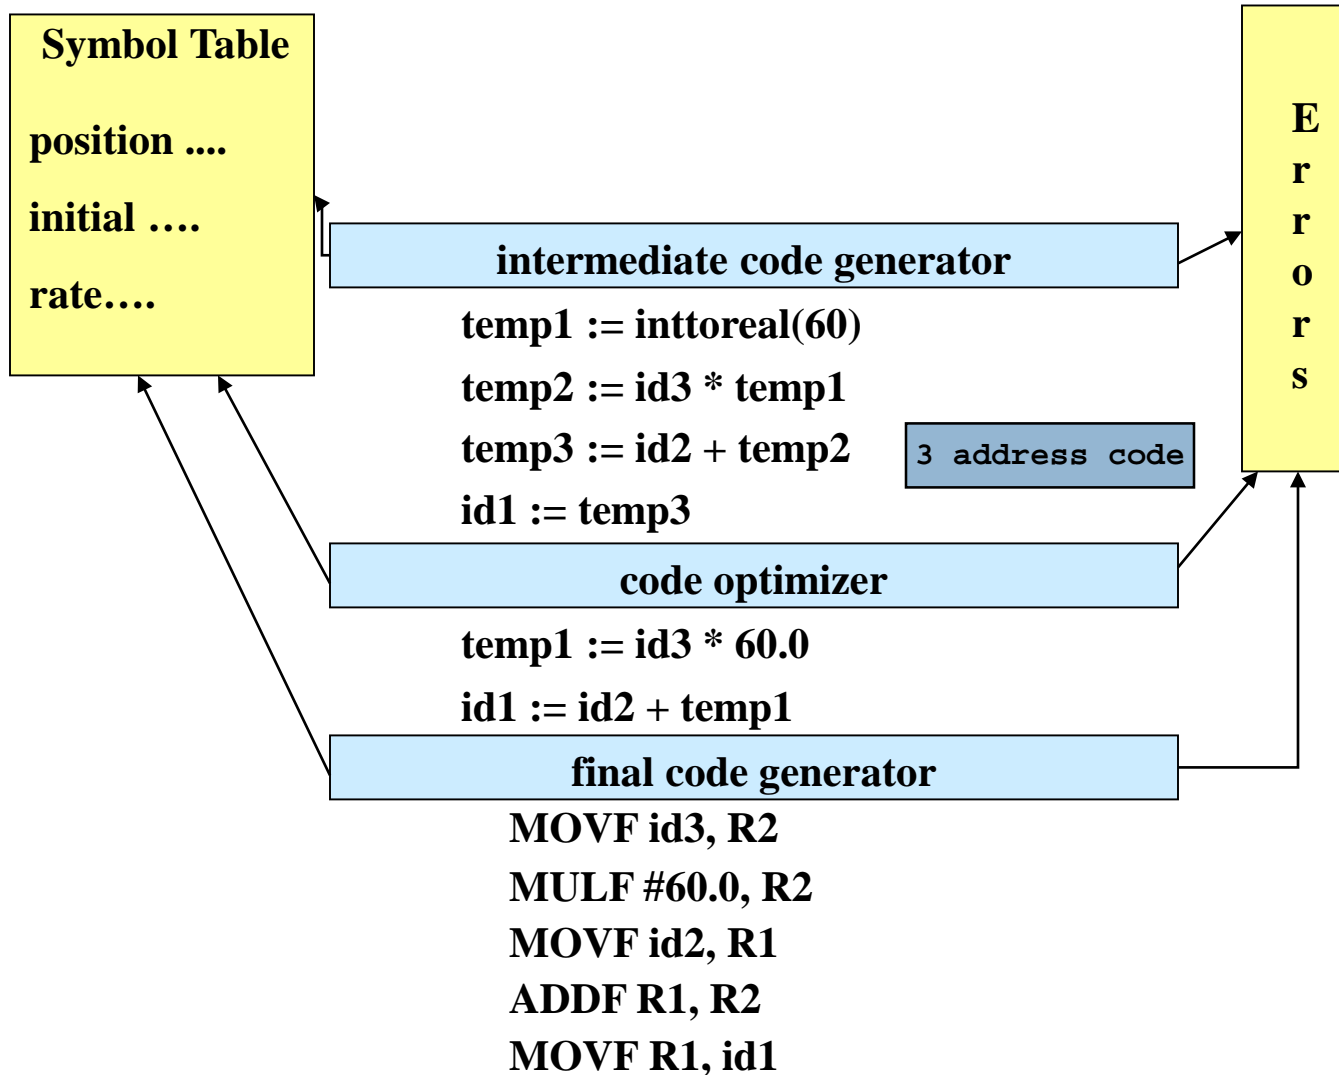 Symbol Table
position ....
initial ….
rate….
Errors
intermediate code generator
temp1 := inttoreal(60)
temp2 := id3 * temp1
temp3 := id2 + temp2
3 address code
id1 := temp3
code optimizer
temp1 := id3 * 60.0
id1 := id2 + temp1
final code generator
MOVF id3, R2
MULF #60.0, R2
MOVF id2, R1
ADDF R1, R2
MOVF R1, id1